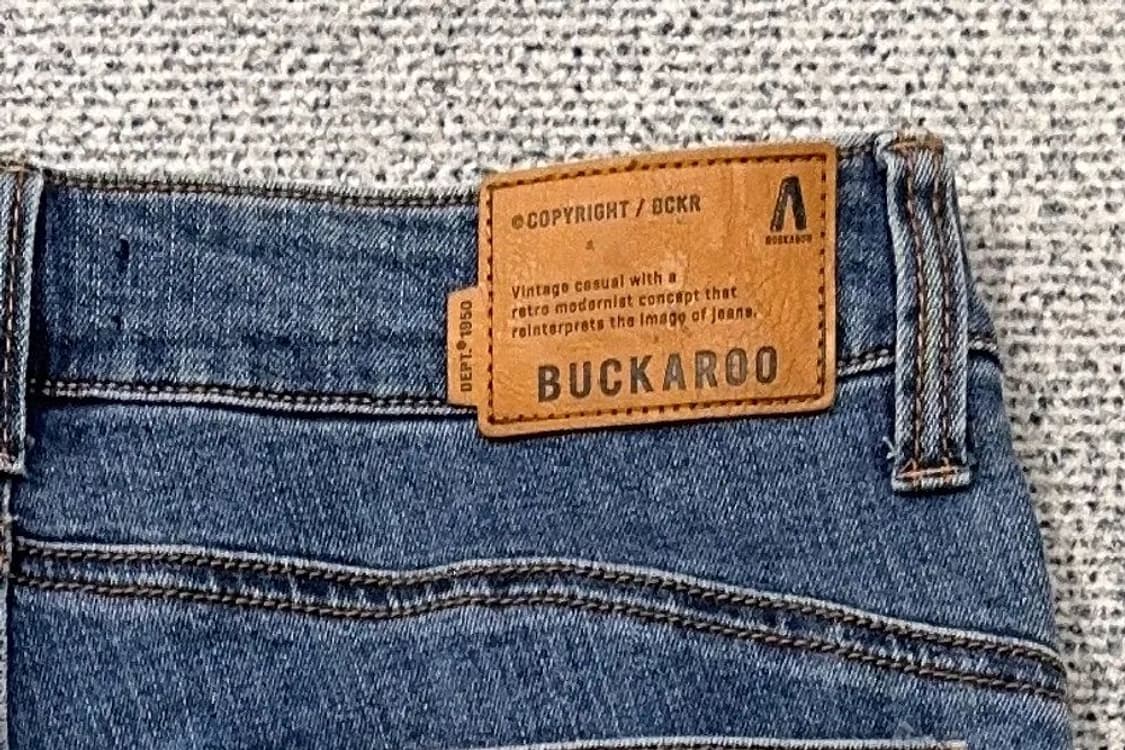 ©COPYRIGHT / BCKR
BUCKAROO
Vintage casual with a
retro modernist concept that
reinterprets the image of jeans.
DEPT.®1950
BUCKAROO